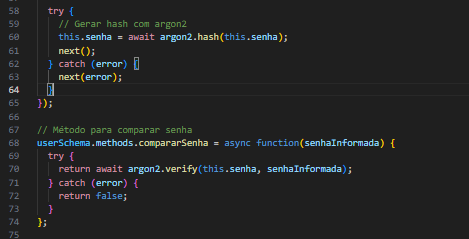 58 try {
59 // Gerar hash com argon2
60 this.senha = await argon2.hash(this.senha);
61 next();
62 } catch (error) {
63 next(error);
64 }
65 });
66
67 // Método para comparar senha
68 userSchema.methods.compararSenha = async function(senhaInformada) {
69 try {
70 return await argon2.verify(this.senha, senhaInformada);
71 } catch (error) {
72 return false;
73 }
74 };
75